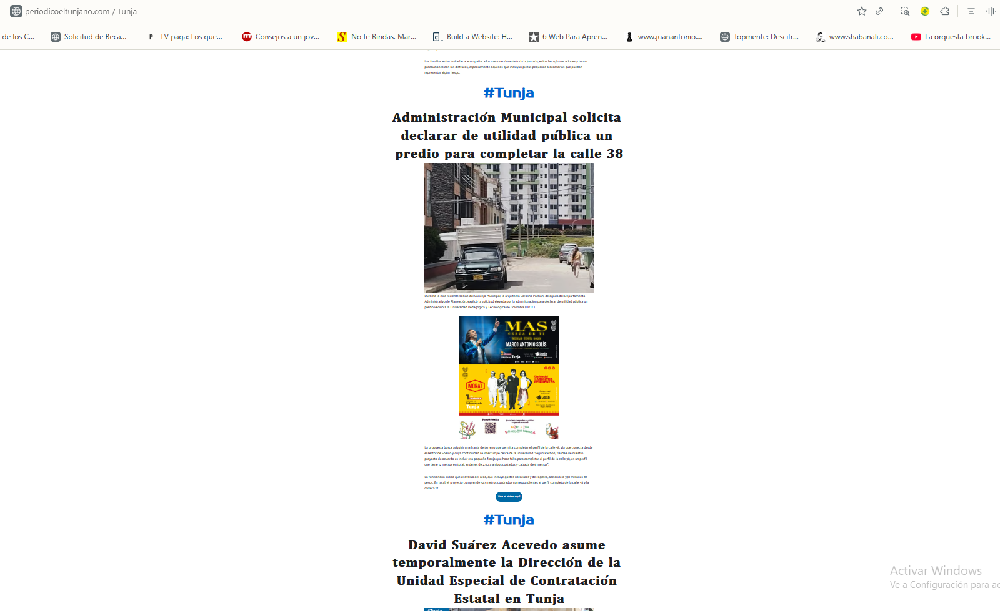 periodicoeltunjano.com / Tunja
de los C...
Solicitud de Beca...
TV paga: Los que...
Consejos a un jov...
No te Rindas. Mar...
Build a Website: H...
6 Web Para Apren...
www.juanantonio....
Topmente: Descifr...
www.shabanali.co...
La orquesta brook...
Las familias están invitadas a acompañar a los menores durante toda la jornada, evitar las aglomeraciones y tomar
precauciones con los disfraces, especialmente aquellos que incluyan piezas pequeñas o accesorios que puedan
representar algún riesgo.
#Tunja
Administración Municipal solicita
declarar de utilidad pública un
predio para completar la calle 38
Durante la más reciente sesión del Concejo Municipal, la arquitecta Carolina Pachón, delegada del Departamento
Administrativo de Planeación, explicó la solicitud elevada por la administración para declarar de utilidad pública un
predio vecino a la Universidad Pedagógica y Tecnológica de Colombia (UPTC).
MAS
CERCA DE TI
WORLD TOUR 2025
MARCO ANTONIO SOLÍS
Tunja
MORAT
ASUNTOS
PENDIENTES
1
Tunja
La propuesta busca adquirir una franja de terreno que permita completar el perfil de la calle 38, vía que conecta desde
el sector de Soelco y cuya continuidad se interrumpe cerca de la universidad. Según Pachón, "la idea de nuestro
proyecto de acuerdo es incluir esa pequeña franja que hace falta para completar el perfil de la calle 38, es un perfil
que tiene 12 metros en total, andenes de 2,50 a ambos costados y calzada de 6 metros".
La funcionaria indicó que el avalúo del área, que incluye gastos notariales y de registro, asciende a 330 millones de
pesos. En total, el proyecto comprende 927 metros cuadrados correspondientes al perfil completo de la calle 38 y la
carrera 12.
Vea el video aquí
#Tunja
David Suárez Acevedo asume
temporalmente la Dirección de la
Unidad Especial de Contratación
Estatal en Tunja
#Tunja
Activar Windows
Ve a Configuración para ac